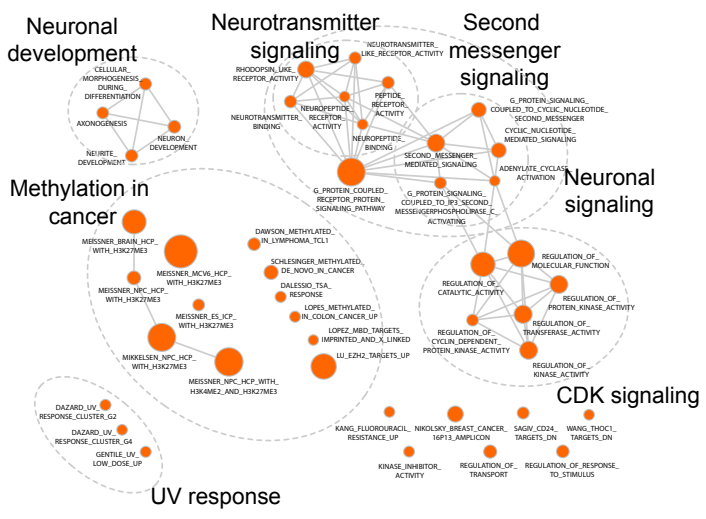 Neuronal
development
Neurotransmitter
signaling
Second
messenger
signaling
CELLULAR_
MORPHOGENESIS_
DURING_
DIFFERENTIATION
AXONOGENESIS
NEURON_
DEVELOPMENT
NEURITE_
DEVELOPMENT
NEUROTRANSMITTER_
LIKE_RECEPTOR_ACTIVITY
RHODOPSIN_LIKE_
RECEPTOR_ACTIVITY
PEPTIDE_
RECEPTOR_
ACTIVITY
NEUROTRANSMITTER_
BINDING
NEUROPEPTIDE_
RECEPTOR_
ACTIVITY
NEUROPEPTIDE_
BINDING
G_PROTEIN_COUPLED_
RECEPTOR_PROTEIN_
SIGNALING_PATHWAY
G_PROTEIN_SIGNALING_
COUPLED_TO_CYCLIC_NUCLEOTIDE_
SECOND_MESSENGER
CYCLIC_NUCLEOTIDE_
MEDIATED_SIGNALING
SECOND_MESSENGER_
MEDIATED_SIGNALING
ADENYLATE_CYCLASE_
ACTIVATION
G_PROTEIN_SIGNALING_
COUPLED_TO_IP3_SECOND_
MESSENGERPHOSPHOLIPASE_C_
ACTIVATING
Neuronal
signaling
Methylation in
cancer
MEISSNER_BRAIN_HCP_
WITH_H3K27ME3
MEISSNER_MCV6_HCP_
WITH_H3K27ME3
MEISSNER_NPC_HCP_
WITH_H3K27ME3
MEISSNER_ES_ICP_
WITH_H3K27ME3
MIKKELSEN_NPC_HCP_
WITH_H3K27ME3
MEISSNER_NPC_HCP_WITH_
H3K4ME2_AND_H3K27ME3
DAWSON_METHYLATED_
IN_LYMPHOMA_TCL1
SCHLESINGER_METHYLATED_
DE_NOVO_IN_CANCER
DALESSIO_TSA_
RESPONSE
LOPES_METHYLATED_
IN_COLON_CANCER_UP
LOPEZ_MBD_TARGETS_
IMPRINTED_AND_X_LINKED
LU_EZH2_TARGETS_UP
REGULATION_OF_
MOLECULAR_FUNCTION
REGULATION_OF_
CATALYTIC_ACTIVITY
REGULATION_OF_
PROTEIN_KINASE_ACTIVITY
REGULATION_OF_
TRANSFERASE_ACTIVITY
REGULATION_OF_
CYCLIN_DEPENDENT_
PROTEIN_KINASE_ACTIVITY
REGULATION_OF_
KINASE_ACTIVITY
CDK signaling
DAZARD_UV_
RESPONSE_CLUSTER_G2
DAZARD_UV_
RESPONSE_CLUSTER_G4
GENTILE_UV_
LOW_DOSE_UP
UV response
KANG_FLUOROURACIL_
RESISTANCE_UP
NIKOLSKY_BREAST_CANCER_
16P13_AMPLICON
SAGIV_CD24_
TARGETS_DN
WANG_THOC1_
TARGETS_DN
KINASE_INHIBITOR_
ACTIVITY
REGULATION_OF_
TRANSPORT
REGULATION_OF_RESPONSE_
TO_STIMULUS